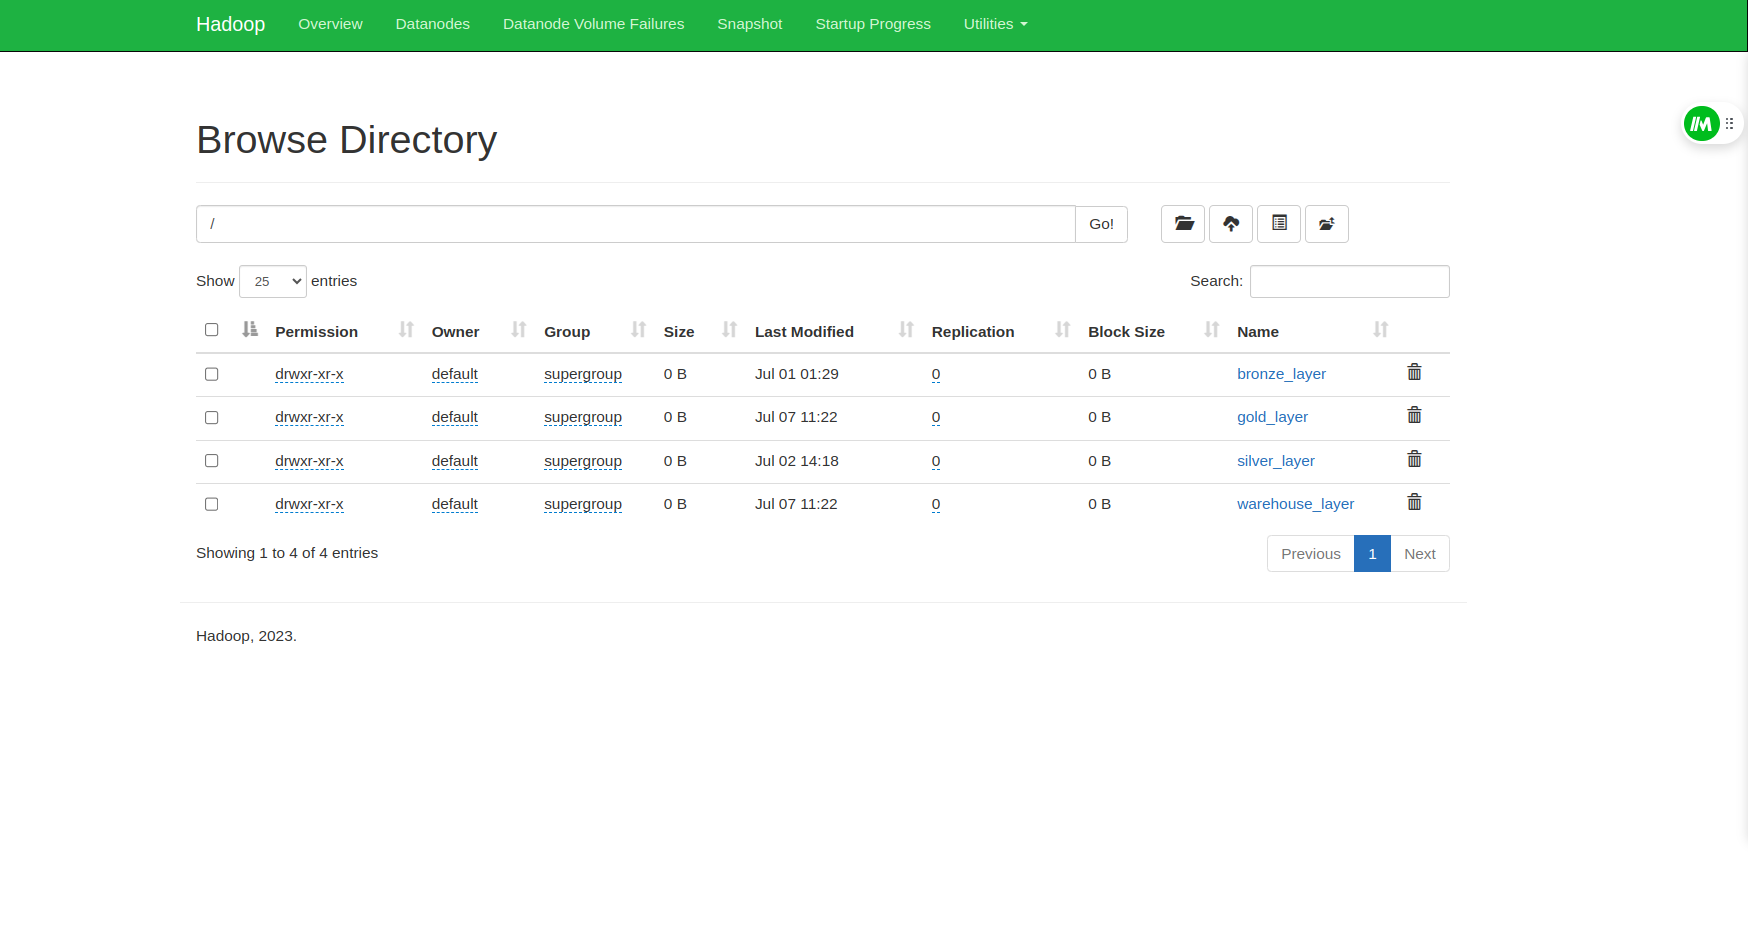 Hadoop Overview Datanodes Datanode Volume Failures Snapshot Startup Progress Utilities
Browse Directory
/ Go!
Show 25 entries Search:
Permission Owner Group Size Last Modified Replication Block Size Name
drwxr-xr-x default supergroup 0 B Jul 01 01:29 0 0 B bronze_layer
drwxr-xr-x default supergroup 0 B Jul 07 11:22 0 0 B gold_layer
drwxr-xr-x default supergroup 0 B Jul 02 14:18 0 0 B silver_layer
drwxr-xr-x default supergroup 0 B Jul 07 11:22 0 0 B warehouse_layer
Showing 1 to 4 of 4 entries Previous 1 Next
Hadoop, 2023.